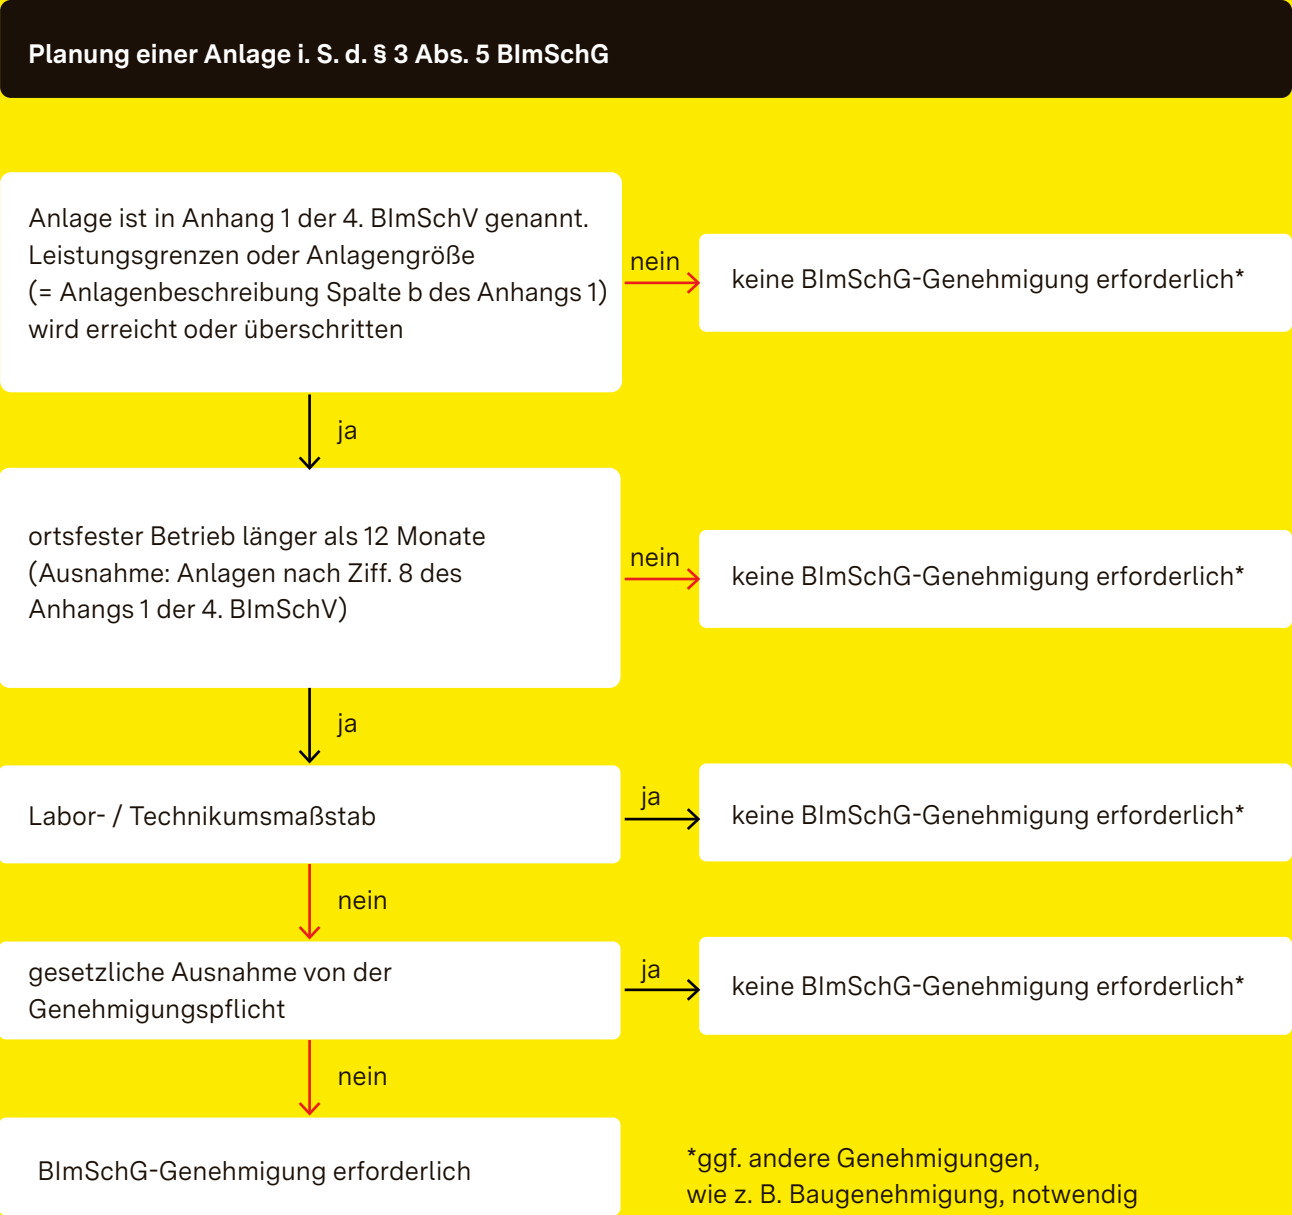 Planung einer Anlage i. S. d. § 3 Abs. 5 BImSchG
Anlage ist in Anhang 1 der 4. BImSchV genannt.
Leistungsgrenzen oder Anlagengröße
(= Anlagenbeschreibung Spalte b des Anhangs 1)
wird erreicht oder überschritten
nein
keine BImSchG-Genehmigung erforderlich*
ja
ortsfester Betrieb länger als 12 Monate
(Ausnahme: Anlagen nach Ziff. 8 des
Anhangs 1 der 4. BImSchV)
nein
keine BImSchG-Genehmigung erforderlich*
ja
Labor- / Technikumsmaßstab
ja
keine BImSchG-Genehmigung erforderlich*
nein
gesetzliche Ausnahme von der
Genehmigungspflicht
ja
keine BImSchG-Genehmigung erforderlich*
nein
BImSchG-Genehmigung erforderlich
*ggf. andere Genehmigungen,
wie z. B. Baugenehmigung, notwendig